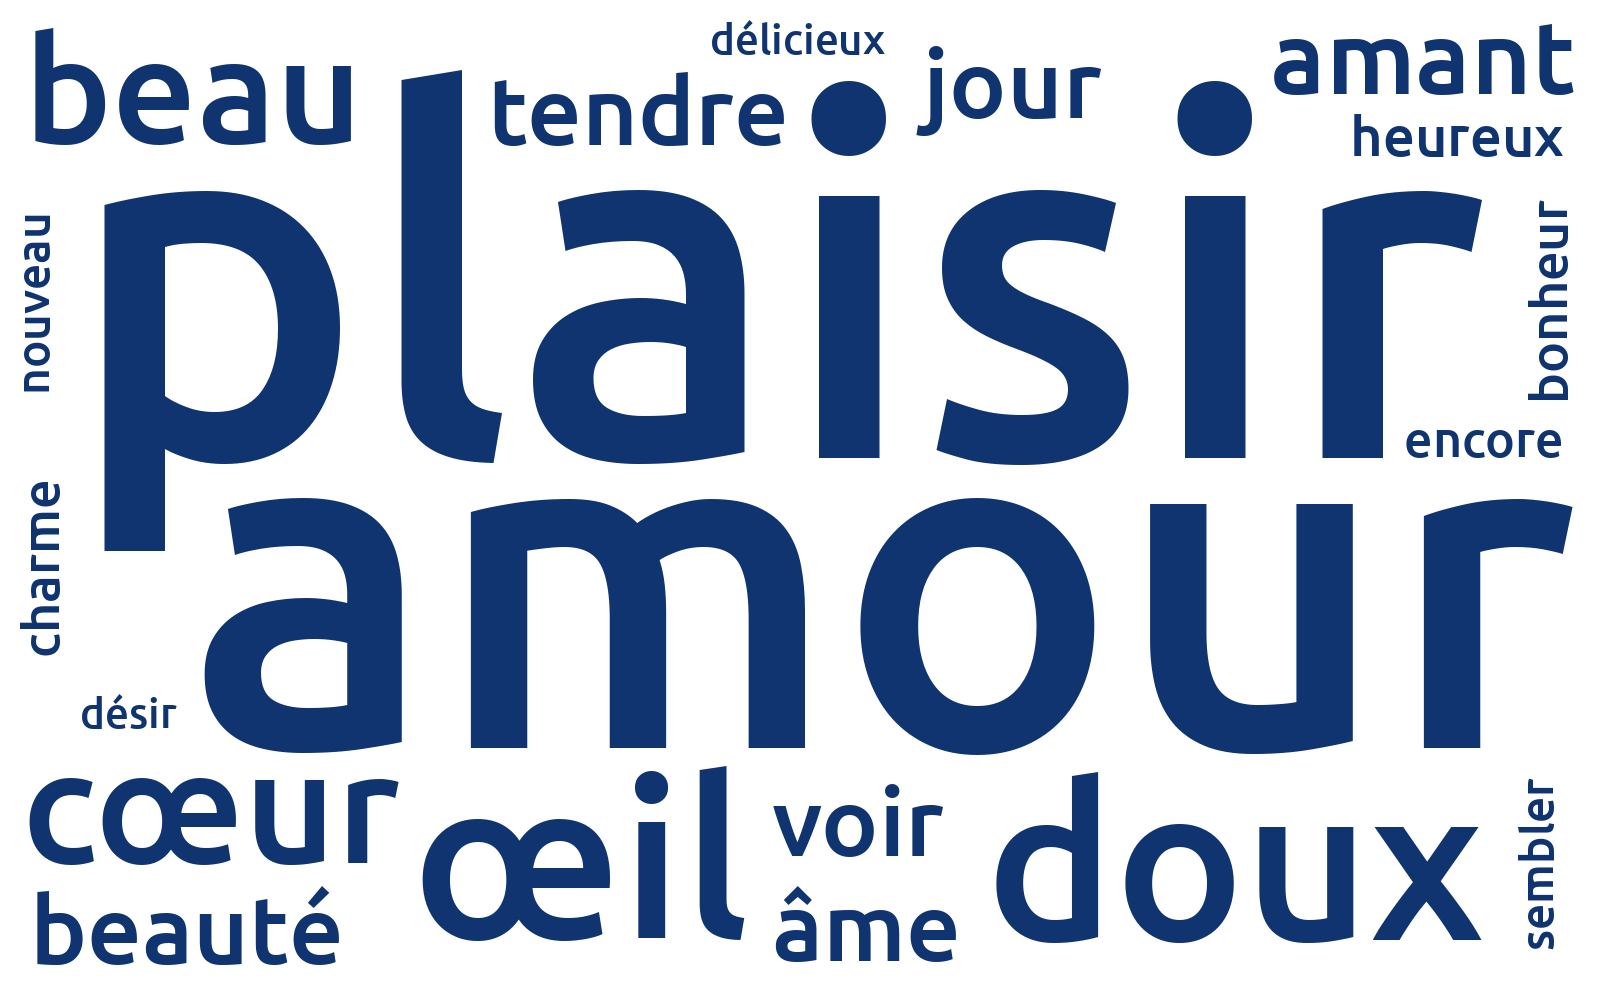 délicieux
beau
tendre
jour
amant
heureux
plaisir
nouveau
bonheur
encore
amour
charme
désir
cœur
œil
voir
doux
sembler
beauté
âme